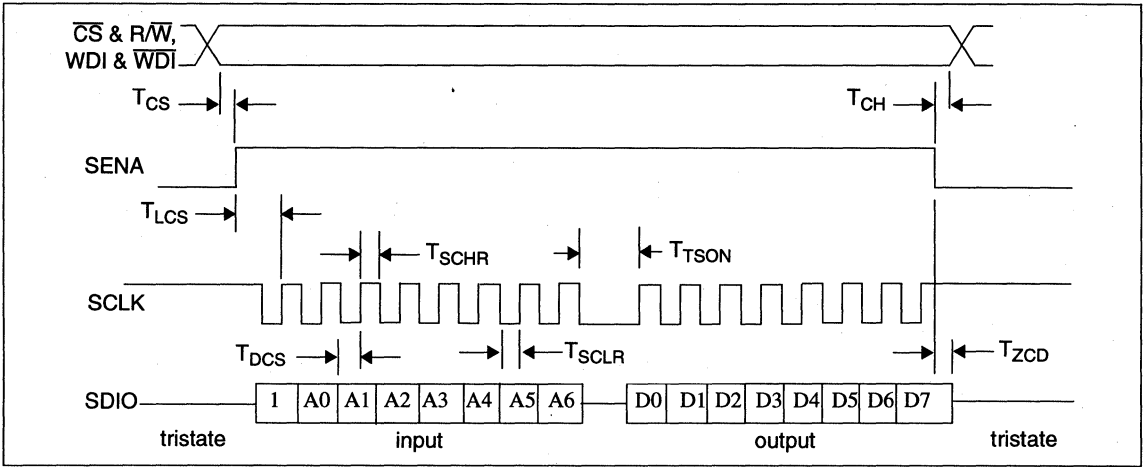 CS & R/W,
WDI & WDI
TCS
TCH
SENA
TLCS
TSCHR
TTSON
SCLK
TDCS
TSCLR
TZCD
SDIO
1 A0 A1 A2 A3 A4 A5 A6 D0 D1 D2 D3 D4 D5 D6 D7
tristate input output tristate